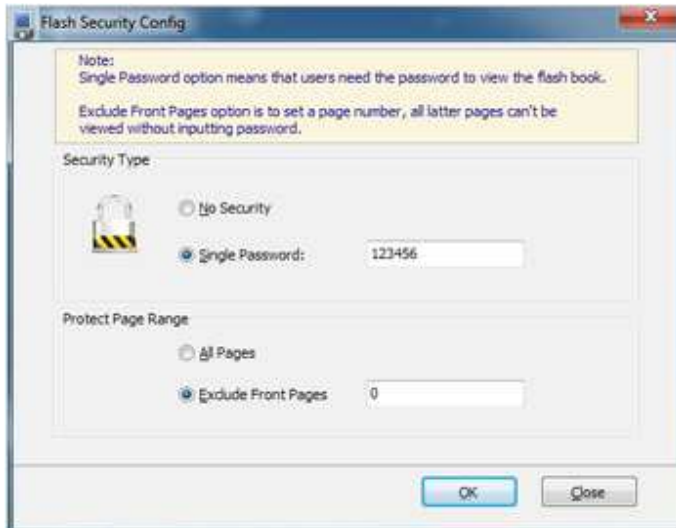 Flash Security Config
Note:
Single Password option means that users need the password to view the flash book.
Exclude Front Pages option is to set a page number, all latter pages can't be
viewed without inputting password.
Security Type
No Security
Single Password: 123456
Protect Page Range
All Pages
Exclude Front Pages 0
OK Close